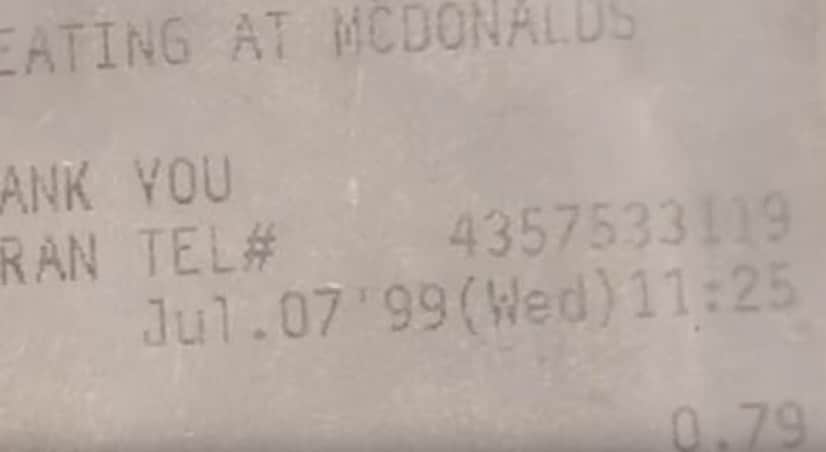 EATING AT MCDONALDS
ANK YOU
RAN TEL# 4357533119
Jul.07'99(Wed)11:25
0.79